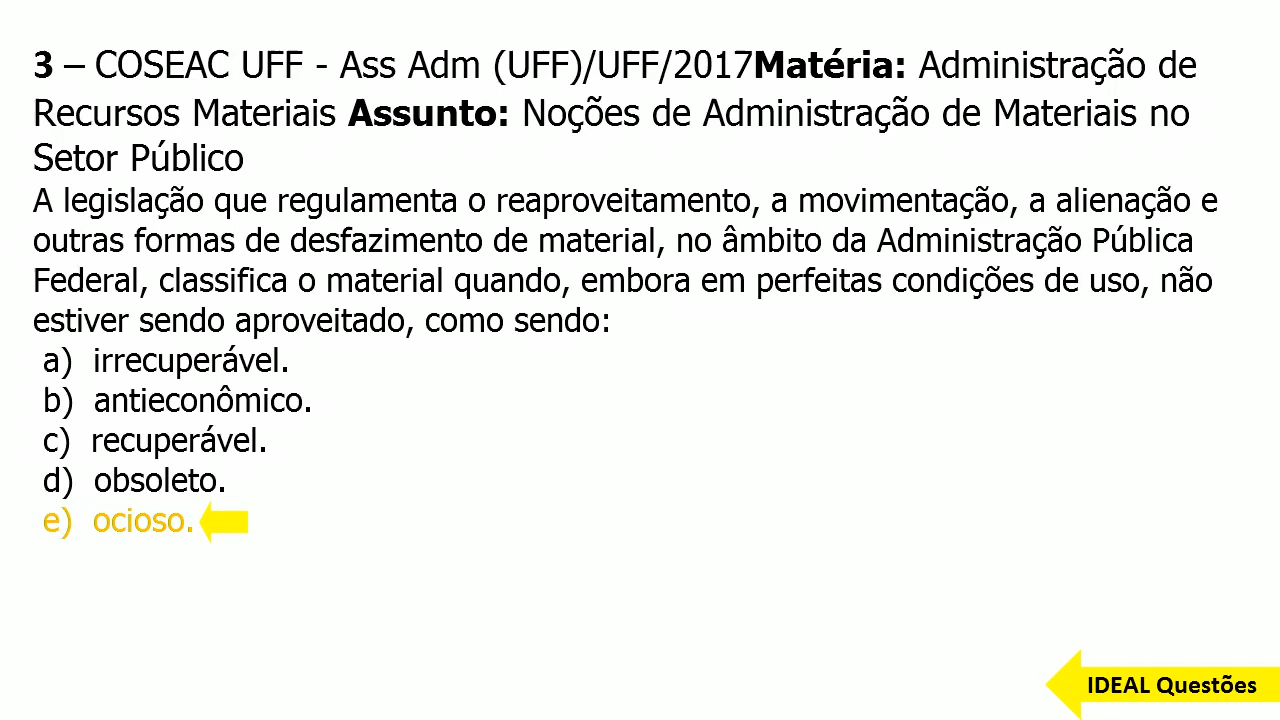 3 – COSEAC UFF - Ass Adm (UFF)/UFF/2017Matéria: Administração de
Recursos Materiais Assunto: Noções de Administração de Materiais no
Setor Público
A legislação que regulamenta o reaproveitamento, a movimentação, a alienação e
outras formas de desfazimento de material, no âmbito da Administração Pública
Federal, classifica o material quando, embora em perfeitas condições de uso, não
estiver sendo aproveitado, como sendo:
a) irrecuperável.
b) antieconômico.
c) recuperável.
d) obsoleto.
e) ocioso.
IDEAL Questões